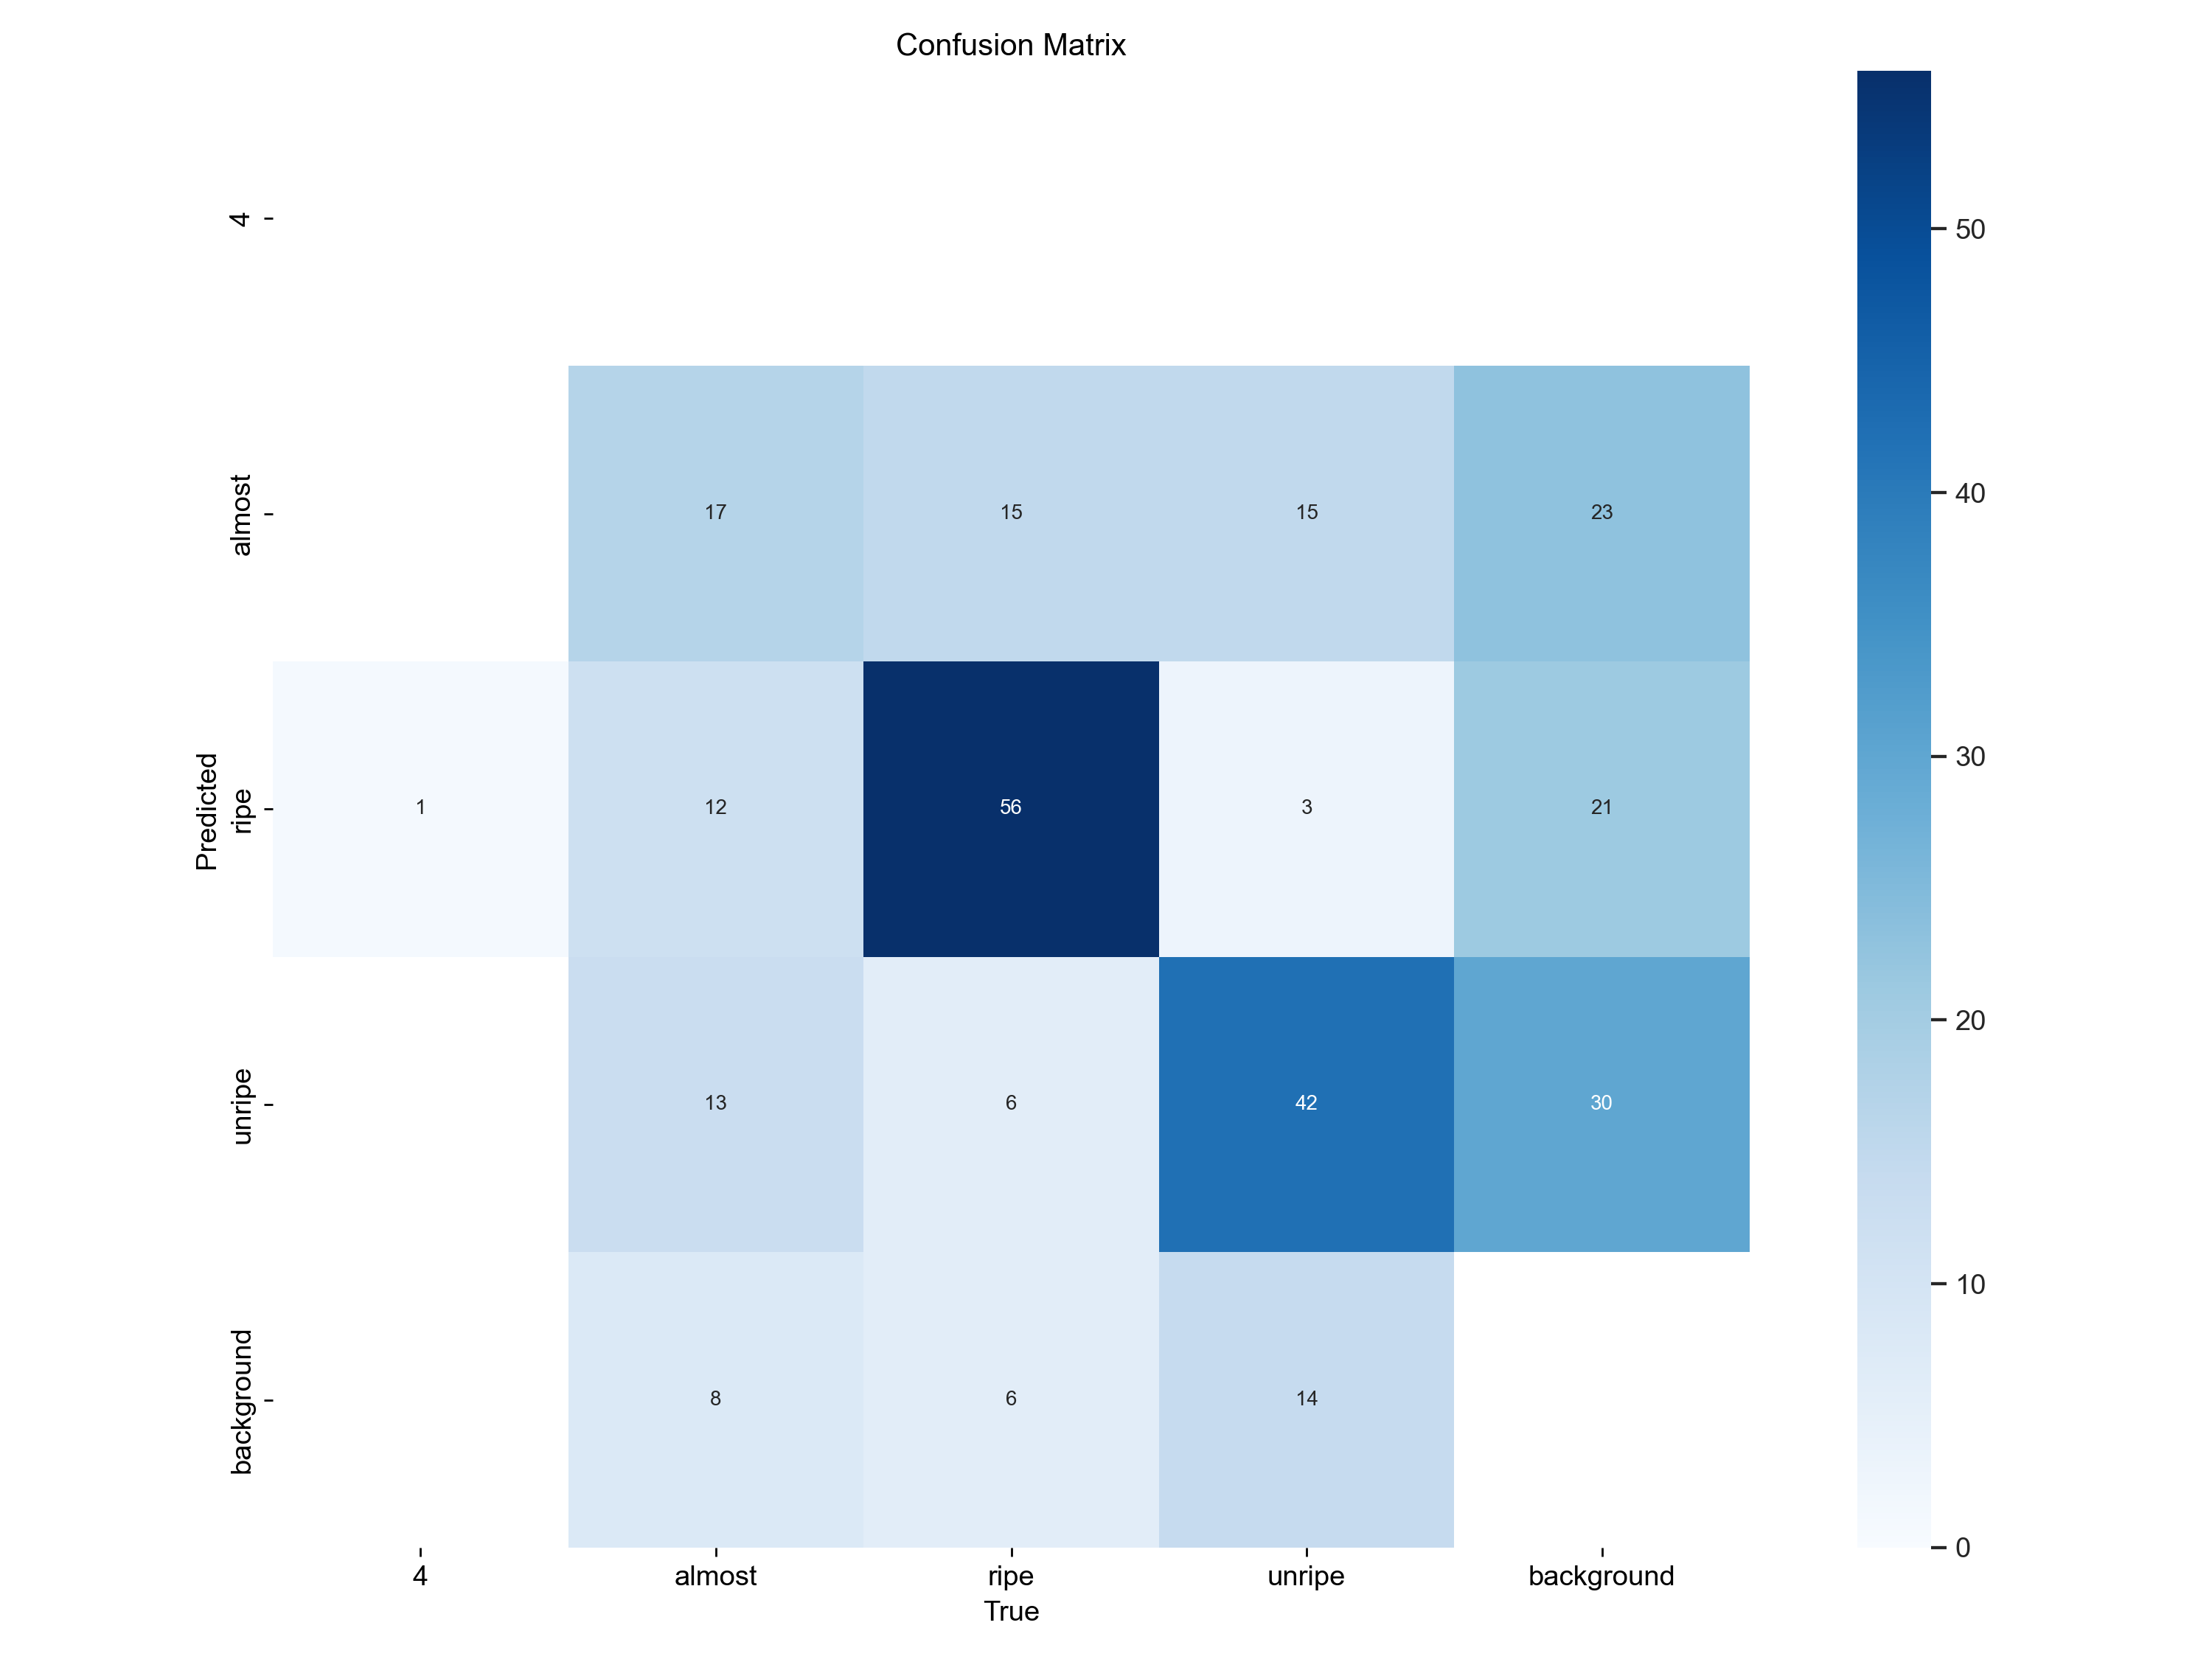 Confusion Matrix
4
almost
ripe
unripe
background
Predicted
17 15 15 23
1 12 56 3 21
13 6 42 30
8 6 14
4 almost ripe unripe background
True
50
40
30
20
10
0